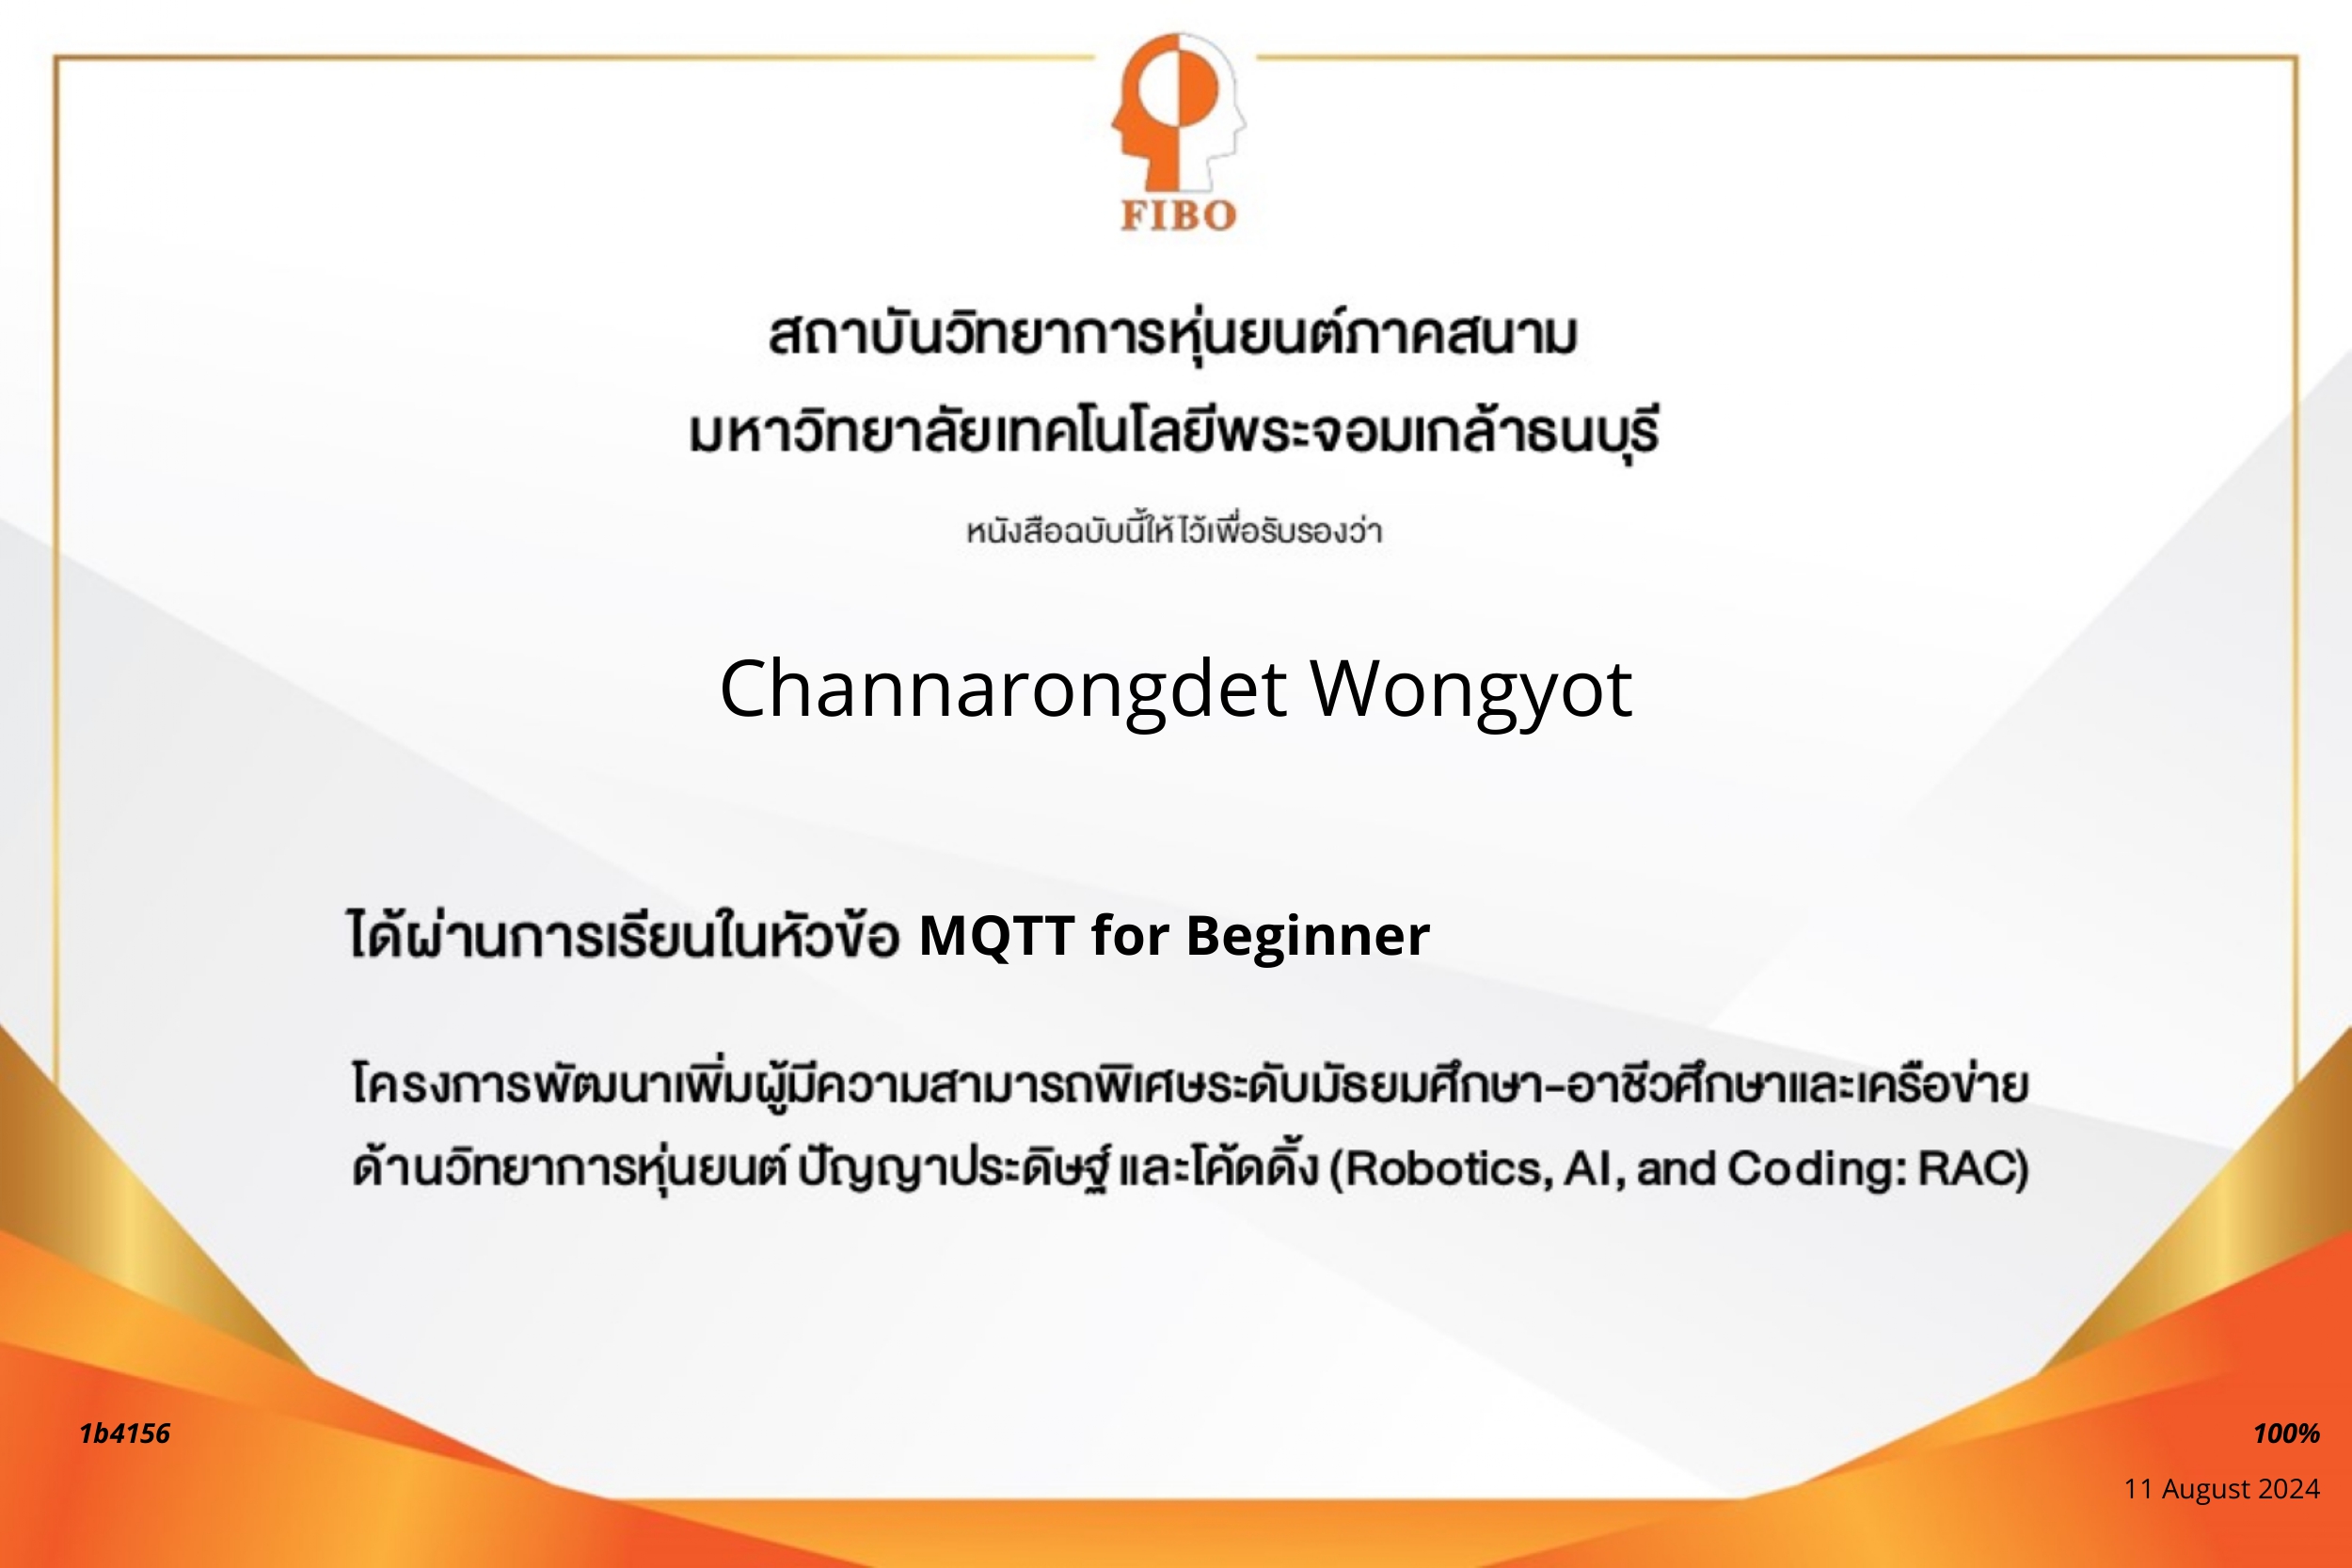 FIBO
สถาบันวิทยาการหุ่นยนต์ภาคสนาม
มหาวิทยาลัยเทคโนโลยีพระจอมเกล้าธนบุรี
หนังสือฉบับนี้ให้ไว้เพื่อรับรองว่า
Channarongdet Wongyot
ได้ผ่านการเรียนในหัวข้อ MQTT for Beginner
โครงการพัฒนาเพิ่มผู้มีความสามารถพิเศษระดับมัธยมศึกษา-อาชีวศึกษาและเครือข่าย
ด้านวิทยาการหุ่นยนต์ ปัญญาประดิษฐ์ และโค้ดดิ้ง (Robotics, AI, and Coding: RAC)
1b4156
100%
11 August 2024